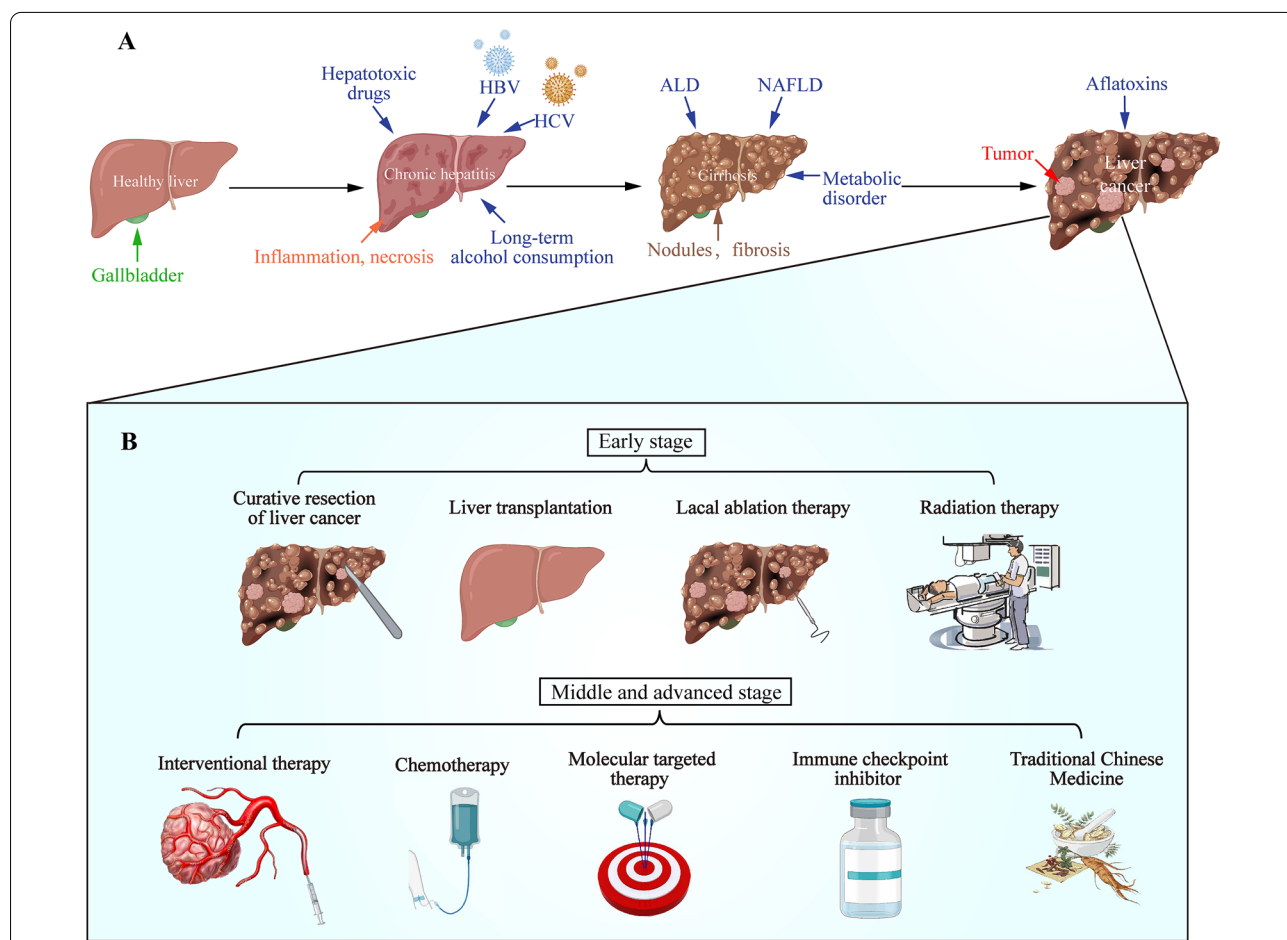 A
Hepatotoxic
drugs
HBV
HCV
ALD
NAFLD
Aflatoxins
Healthy liver
Chronic hepatitis
Cirrhosis
Tumor
Liver
cancer
Metabolic
disorder
Inflammation, necrosis
Long-term
alcohol consumption
Nodules, fibrosis
Gallbladder
B
Early stage
Curative resection
of liver cancer
Liver transplantation
Lacal ablation therapy
Radiation therapy
Middle and advanced stage
Interventional therapy
Chemotherapy
Molecular targeted
therapy
Immune checkpoint
inhibitor
Traditional Chinese
Medicine